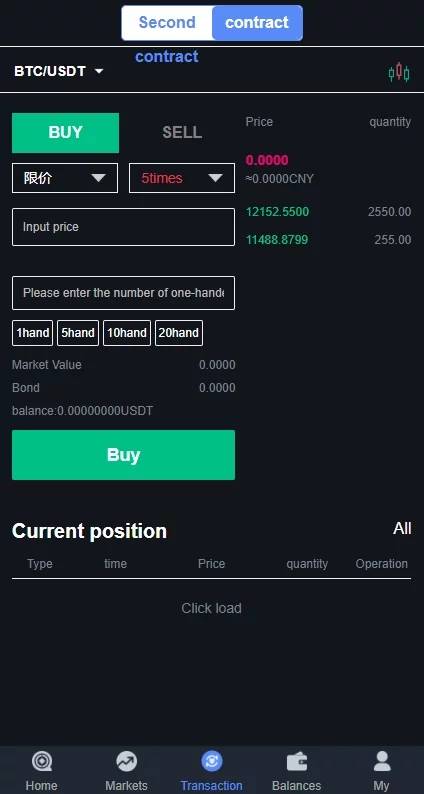 Second contract
contract
BTC/USDT
BUY SELL
Price quantity
限价 5times
0.0000
≈0.0000CNY
Input price
12152.5500 2550.00
11488.8799 255.00
Please enter the number of one-hande
1hand 5hand 10hand 20hand
Market Value 0.0000
Bond 0.0000
balance:0.00000000USDT
Buy
Current position All
Type time Price quantity Operation
Click load
Home Markets Transaction Balances My